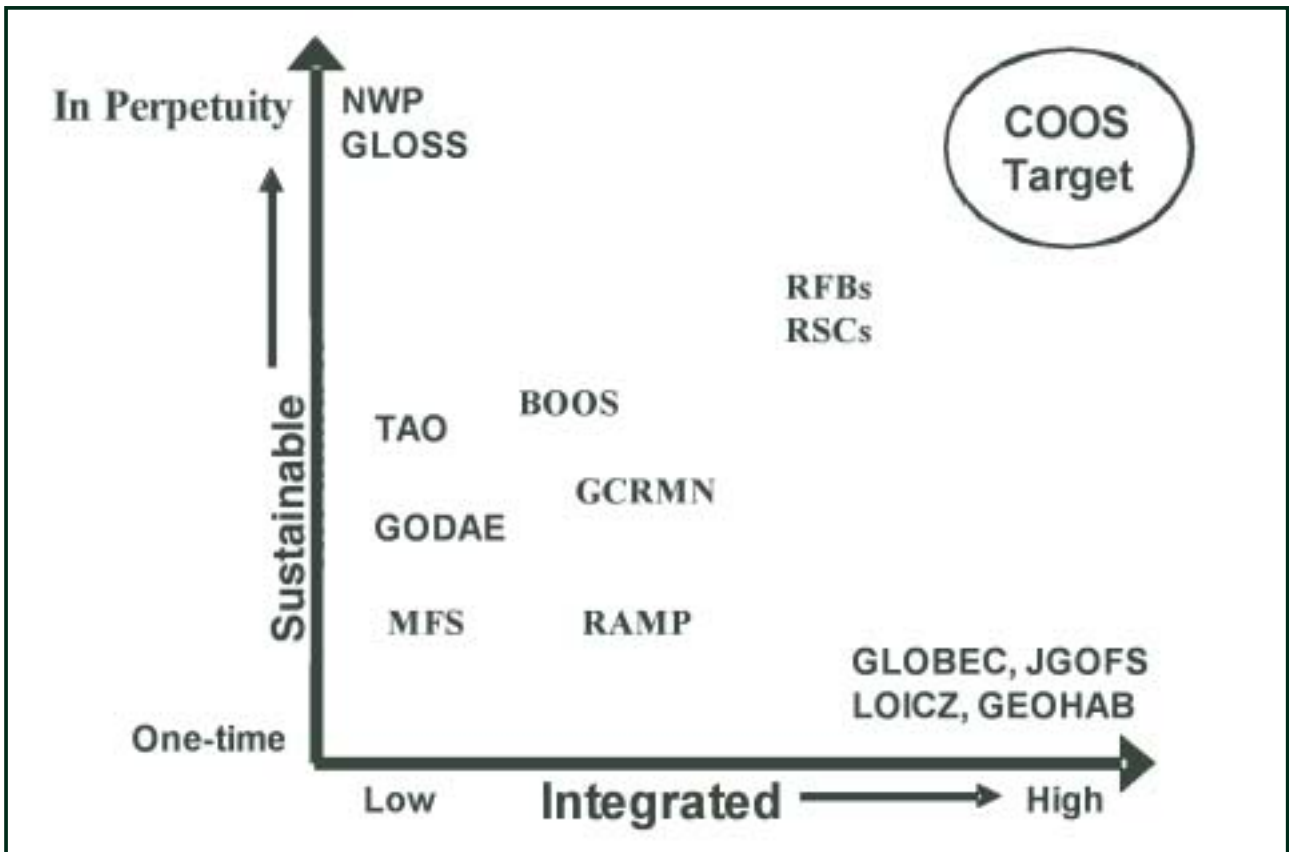 In Perpetuity
NWP
GLOSS
COOS
Target
RFBs
RSCs
BOOS
TAO
GCRMN
GODAE
Sustainable
MFS
RAMP
GLOBEC, JGOFS
LOICZ, GEOHAB
One-time
Low
Integrated
High